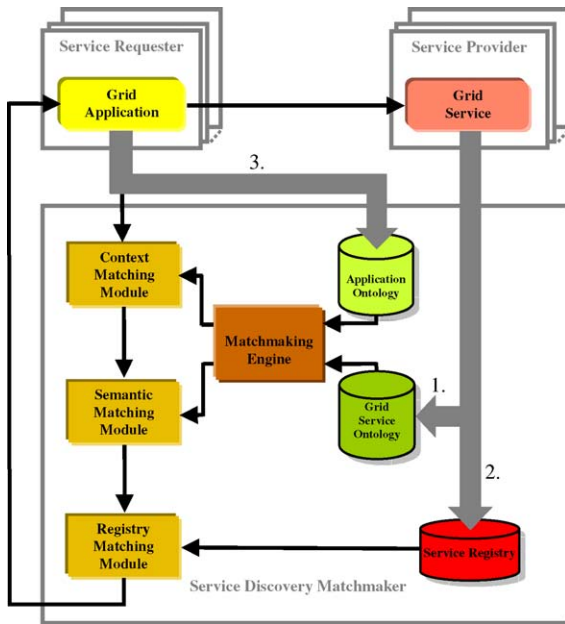 Service Requester
Service Provider
Grid
Application
Grid
Service
3.
Context
Matching
Module
Application
Ontology
Matchmaking
Engine
1.
Semantic
Matching
Module
Grid
Service
Ontology
2.
Registry
Matching
Module
Service Registry
Service Discovery Matchmaker